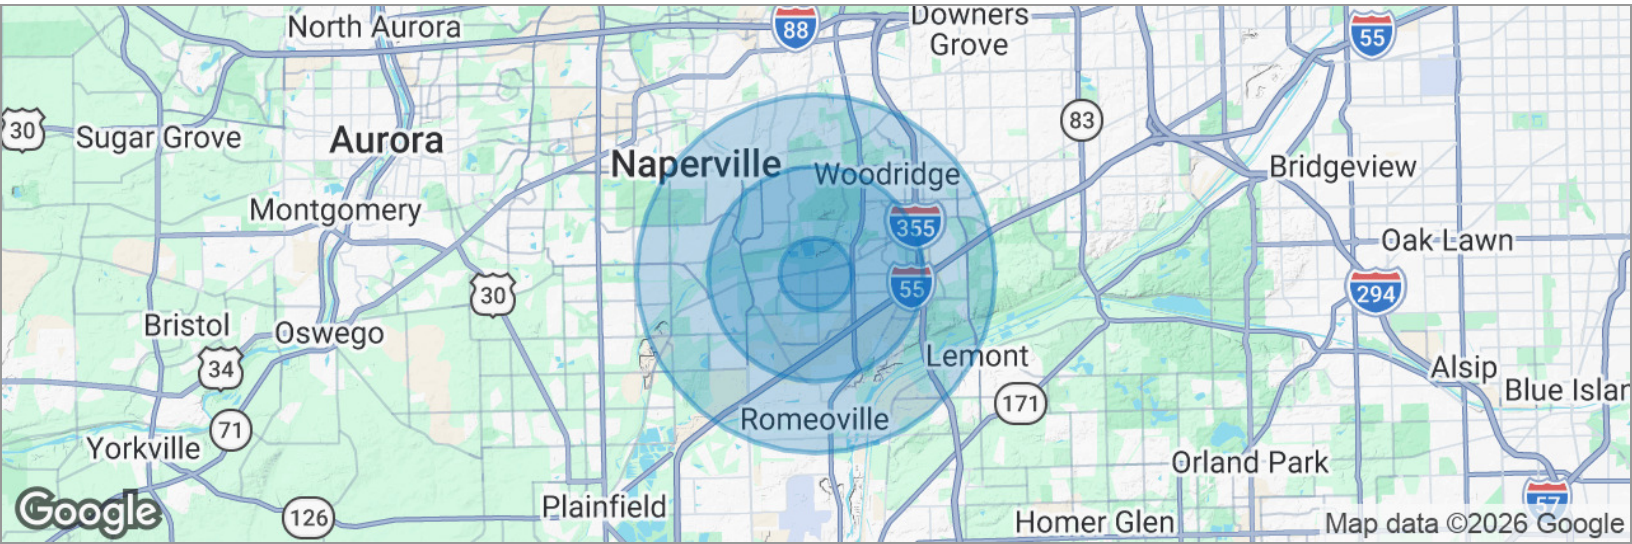 North Aurora
88
Downers
Grove
55
30
Sugar Grove
Aurora
83
Naperville
Woodridge
Bridgeview
Montgomery
355
Oak Lawn
30
55
294
Bristol
Oswego
34
Lemont
Alsip
Blue Islan
171
Romeoville
71
Yorkville
Orland Park
Plainfield
57
126
Homer Glen
Google
Map data ©2026 Google